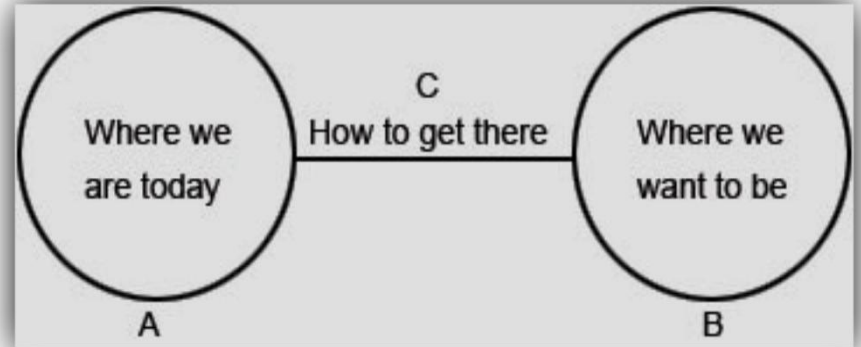 Where we
are today
A
C
How to get there
Where we
want to be
B